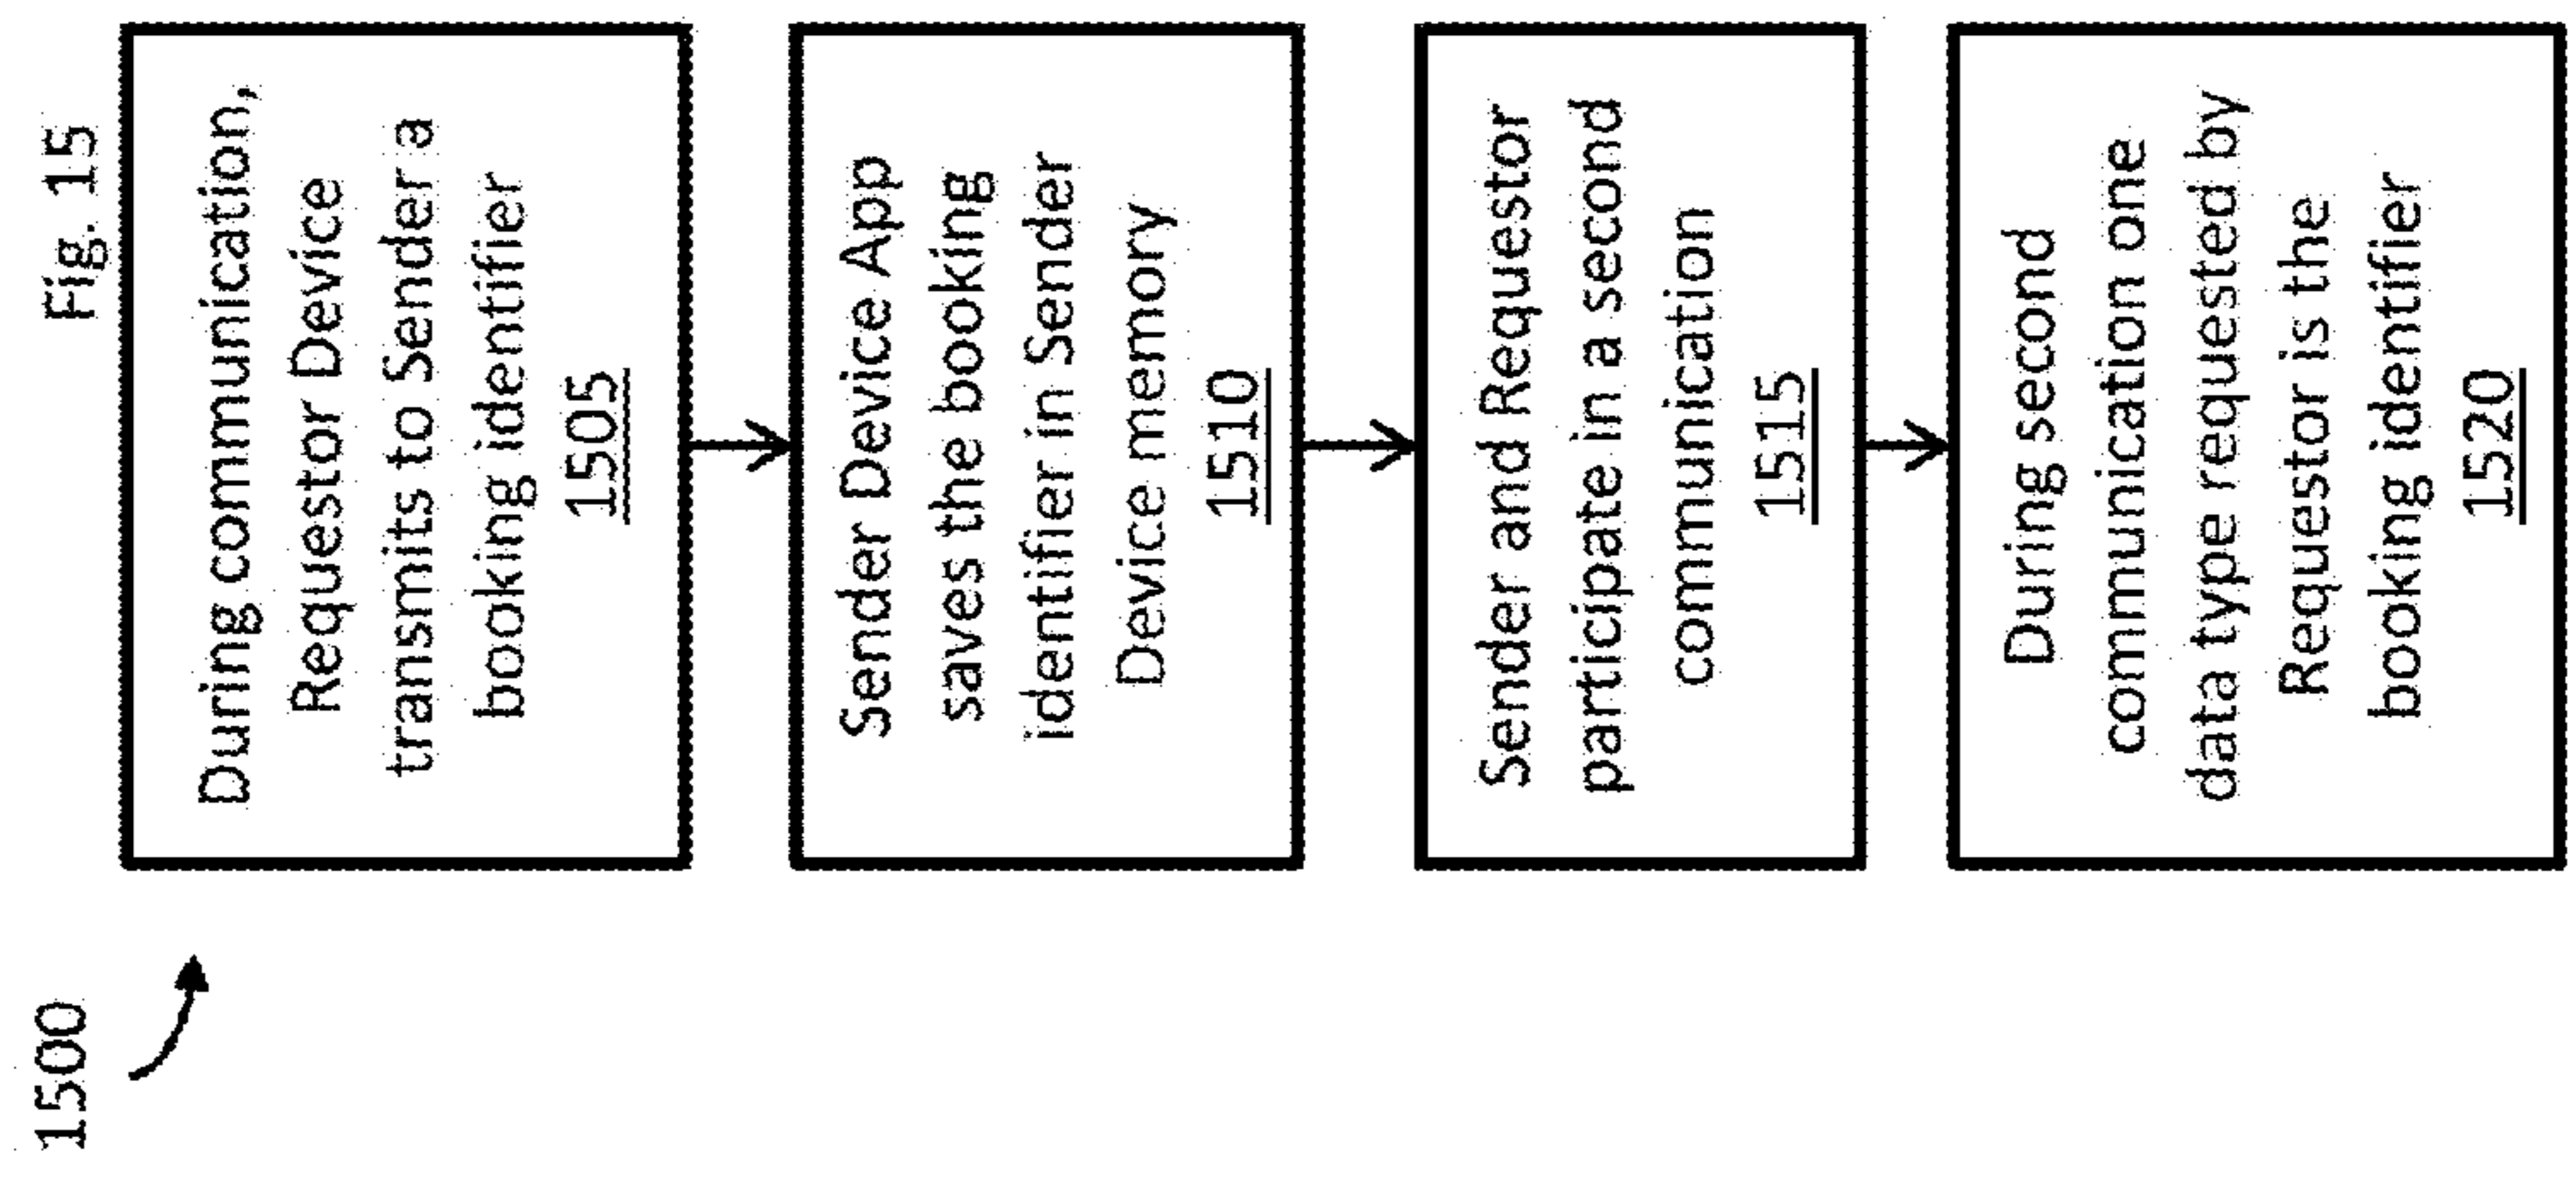 1500
Fig. 15
During communication,
Requestor Device
transmits to Sender a
booking identifier
1505
Sender Device App
saves the booking
identifier in Sender
Device memory
1510
Sender and Requestor
participate in a second
communication
1515
During second
communication one
data type requested by
Requestor is the
booking identifier
1520